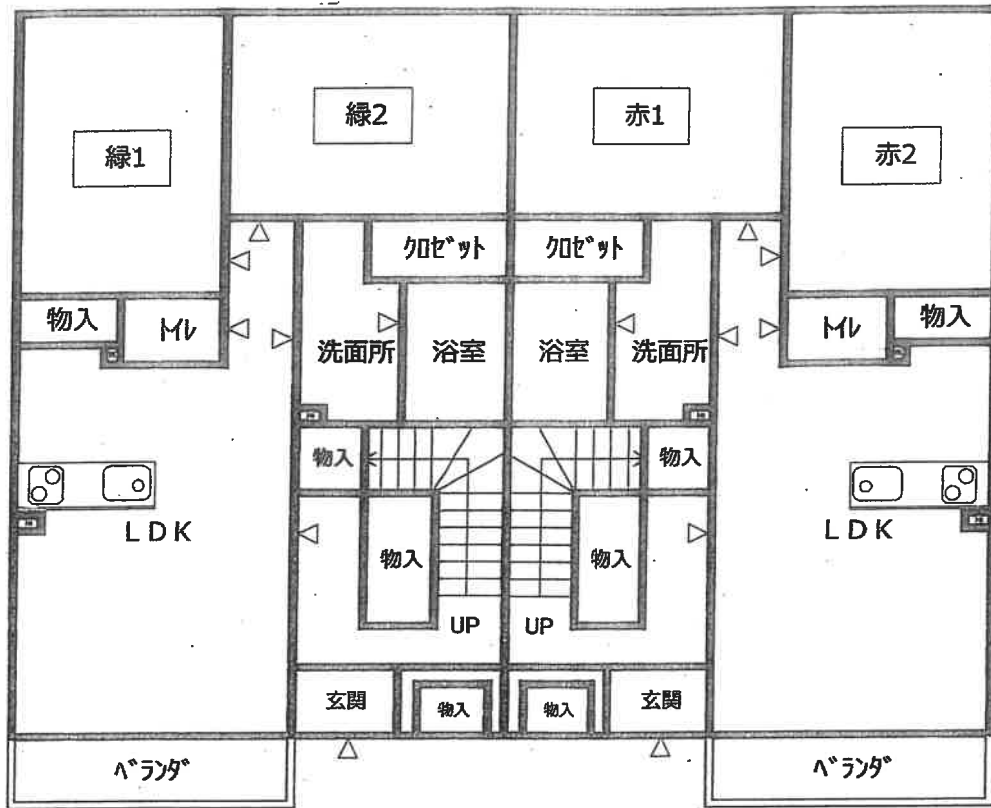 緑1
緑2
赤1
赤2
クロゼット
クロゼット
物入
トイレ
洗面所
浴室
浴室
洗面所
トイレ
物入
物入
物入
LDK
物入
物入
LDK
UP
UP
玄関
物入
物入
玄関
ベランダ
ベランダ